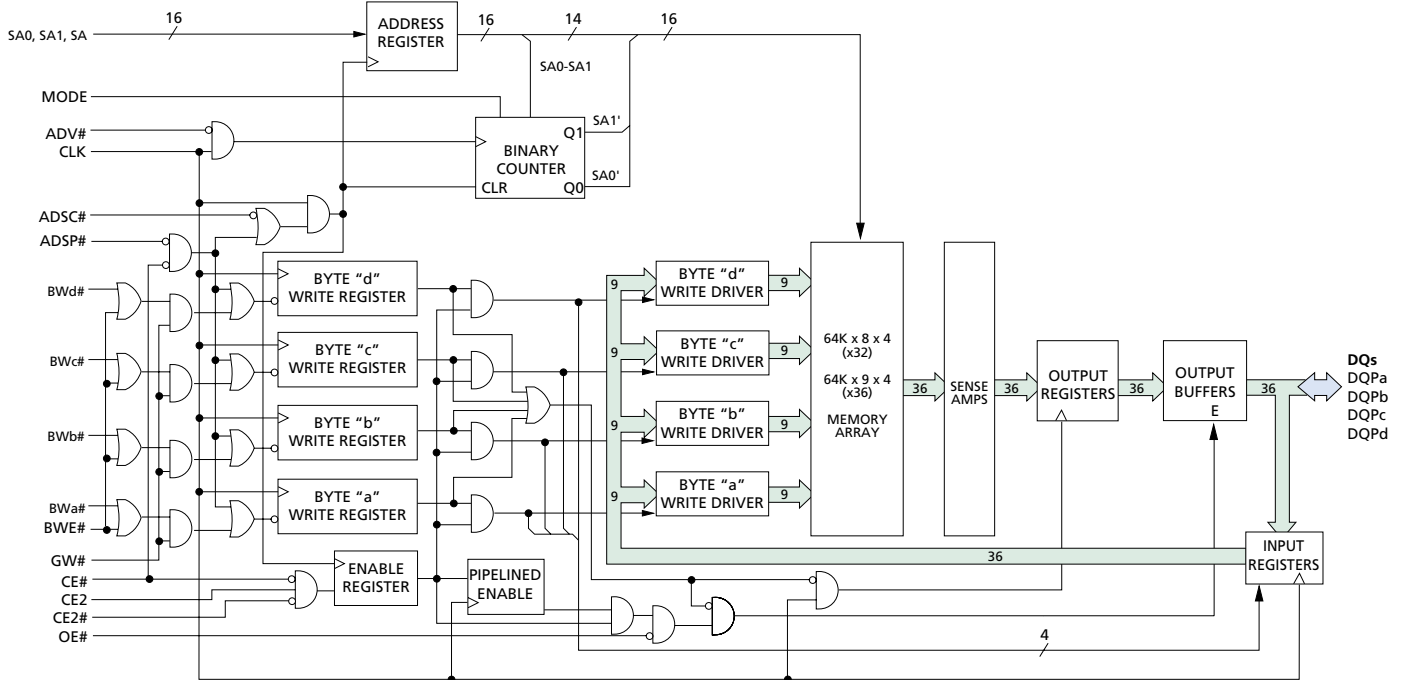 SA0, SA1, SA
16
ADDRESS
REGISTER
16
14
16
SA0-SA1
MODE
ADV#
CLK
BINARY
COUNTER
CLR
Q1
Q0
SA1'
SA0'
ADSC#
ADSP#
BWd#
BYTE “d”
WRITE REGISTER
BWc#
BYTE “c”
WRITE REGISTER
BWb#
BYTE “b”
WRITE REGISTER
BWa#
BWE#
BYTE “a”
WRITE REGISTER
GW#
CE#
CE2
CE2#
OE#
ENABLE
REGISTER
PIPELINED
ENABLE
9
BYTE “d”
WRITE DRIVER
9
9
BYTE “c”
WRITE DRIVER
9
9
BYTE “b”
WRITE DRIVER
9
9
BYTE “a”
WRITE DRIVER
9
64K x 8 x 4
(x32)
64K x 9 x 4
(x36)
MEMORY
ARRAY
36
SENSE
AMPS
36
OUTPUT
REGISTERS
36
OUTPUT
BUFFERS
E
36
DQs
DQPa
DQPb
DQPc
DQPd
36
INPUT
REGISTERS
4